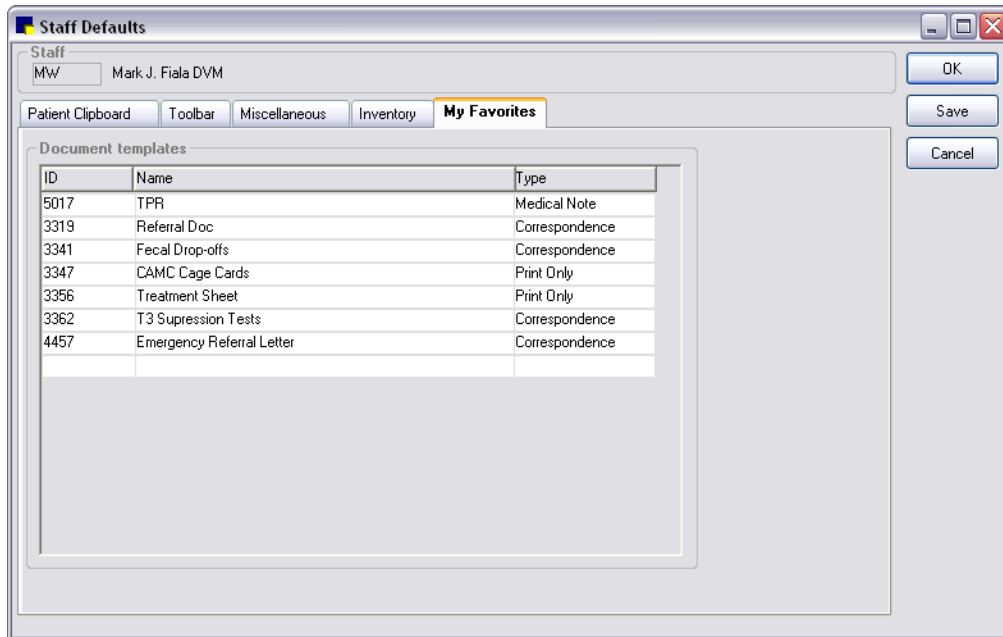 Staff Defaults
Staff
MW Mark J. Fiala DVM
OK
Patient Clipboard Toolbar Miscellaneous Inventory My Favorites
Save
Document templates
Cancel
ID Name Type
5017 TPR Medical Note
3319 Referral Doc Correspondence
3341 Fecal Drop-offs Correspondence
3347 CAMC Cage Cards Print Only
3356 Treatment Sheet Print Only
3362 T3 Supression Tests Correspondence
4457 Emergency Referral Letter Correspondence